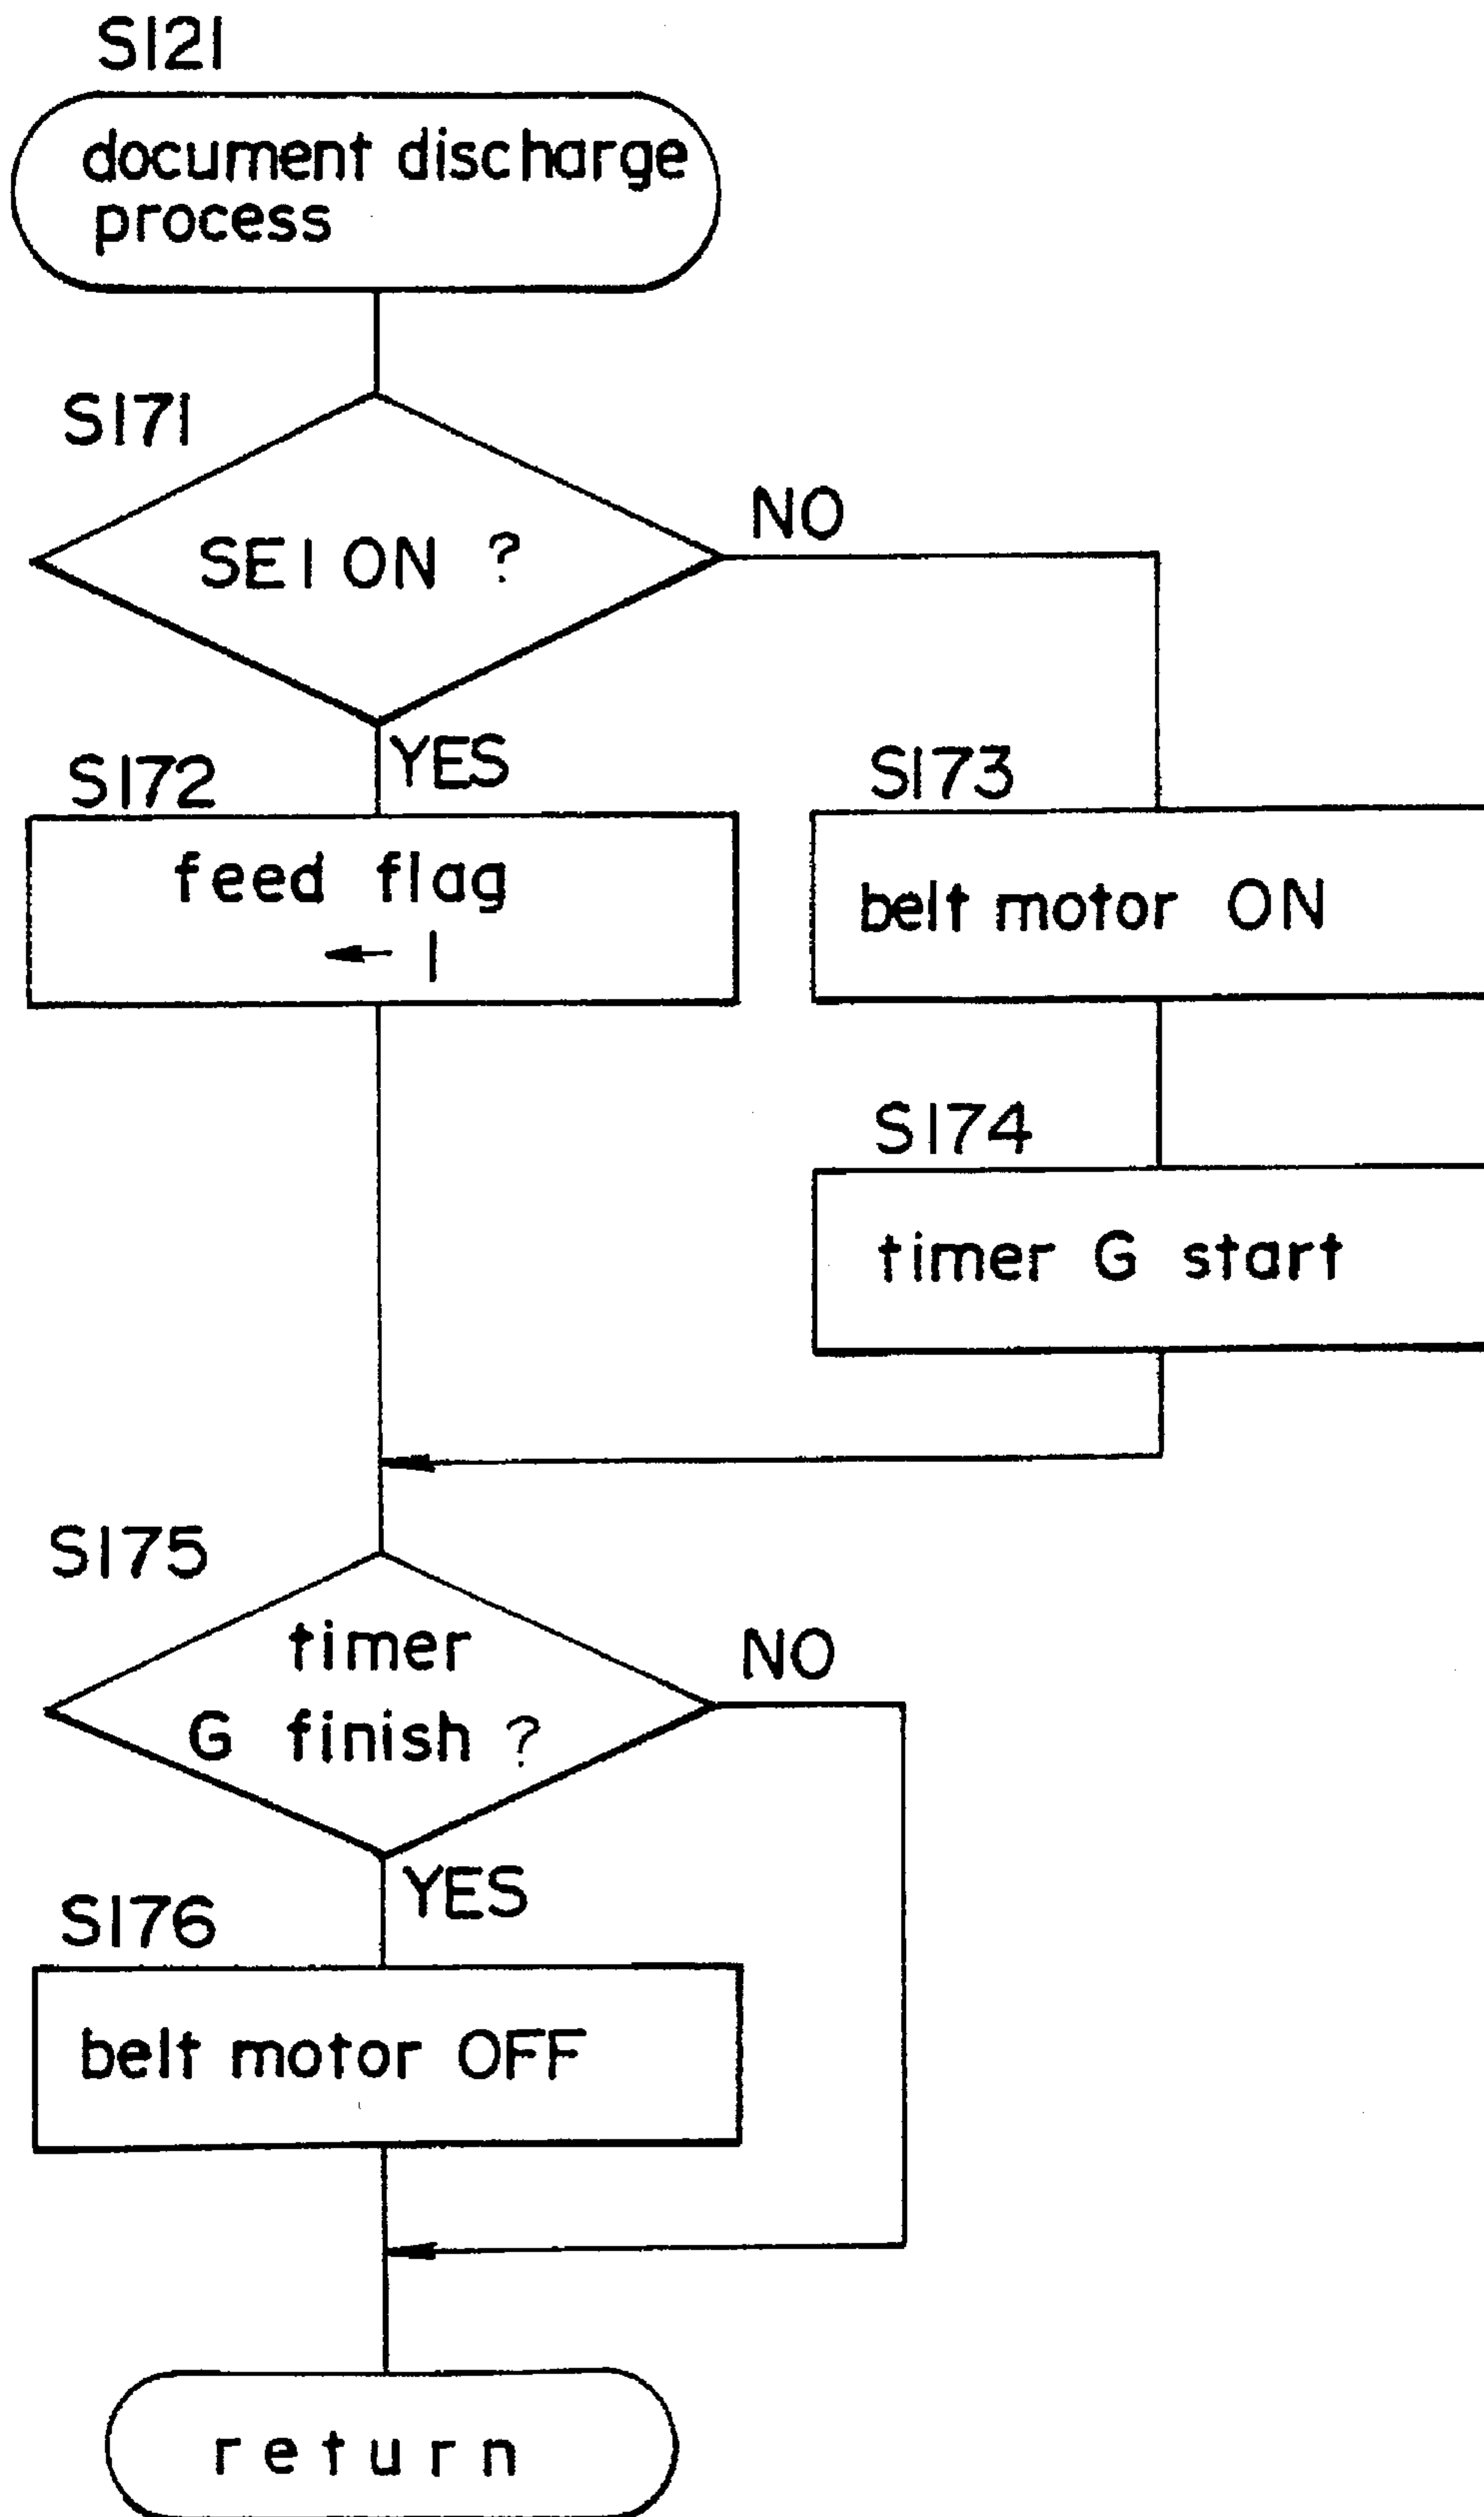 S121
document discharge
process
S171
SE1 ON ?
NO
YES
S172
feed flag
← 1
S173
belt motor ON
S174
timer G start
S175
timer
G finish ?
NO
YES
S176
belt motor OFF
return